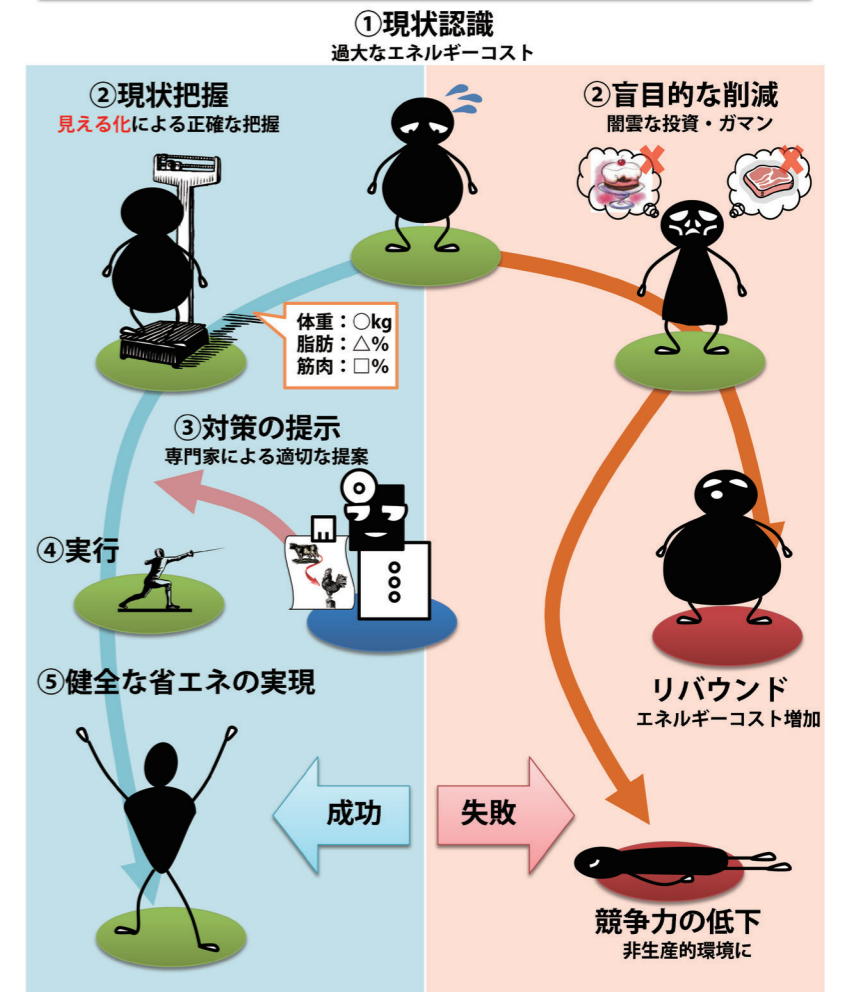 ①現状認識
過大なエネルギーコスト
②現状把握
見える化による正確な把握
体重：○kg
脂肪：△%
筋肉：□%
③対策の提示
専門家による適切な提案
④実行
⑤健全な省エネの実現
成功
②盲目的な削減
闇雲な投資・ガマン
リバウンド
エネルギーコスト増加
失敗
競争力の低下
非生産的環境に